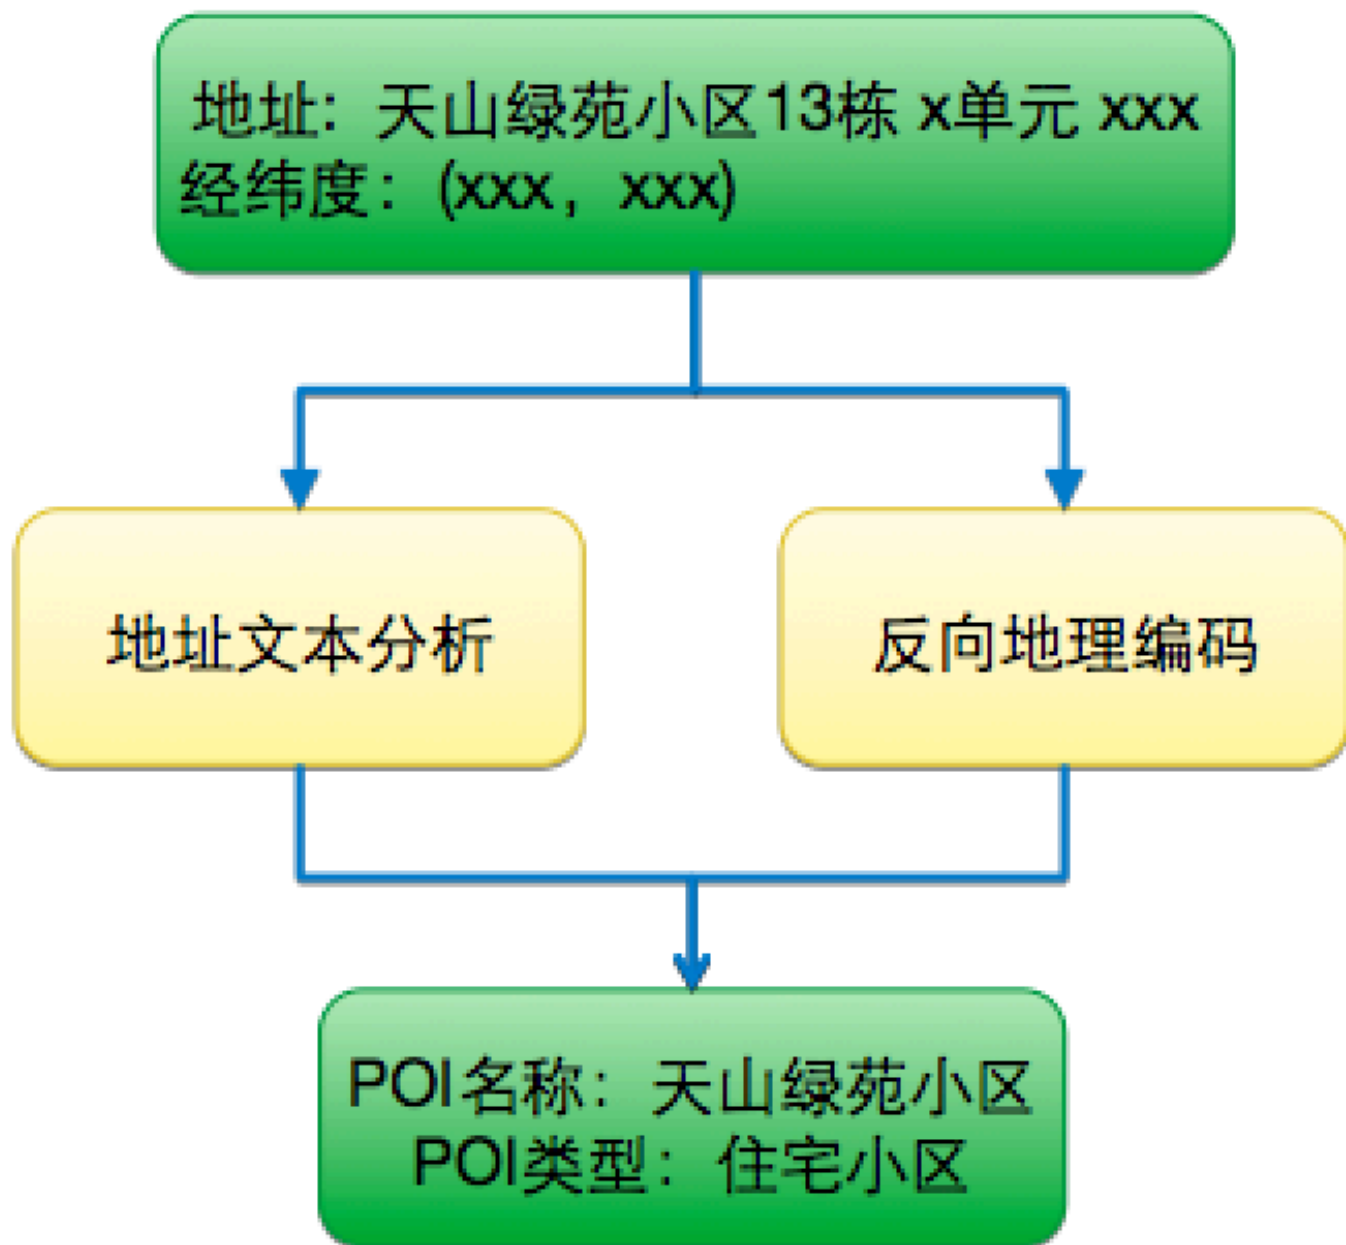 地址：天山绿苑小区13栋 x单元 xxx
经纬度：(xxx，xxx)
地址文本分析
反向地理编码
POI名称：天山绿苑小区
POI类型：住宅小区